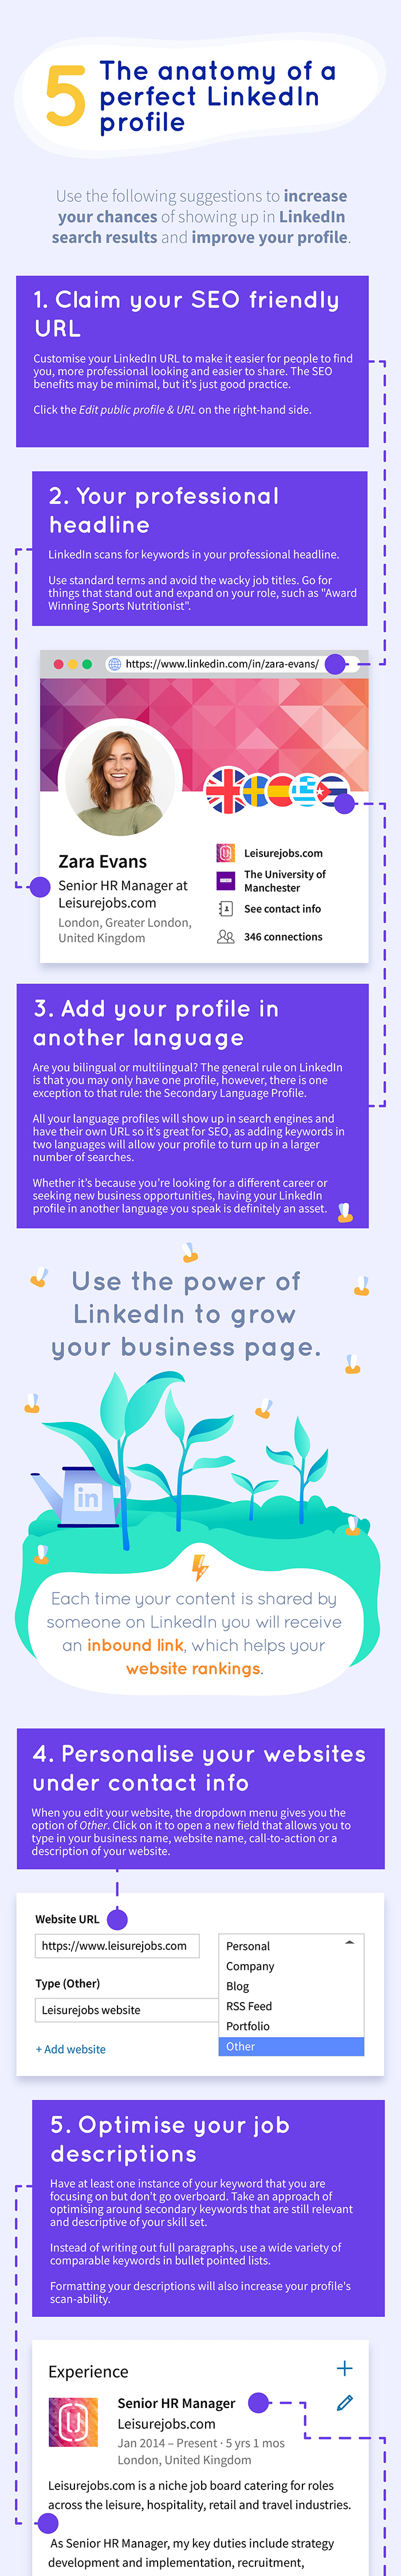 5
The anatomy of a
perfect LinkedIn
profile
Use the following suggestions to increase
your chances of showing up in LinkedIn
search results and improve your profile.
1. Claim your SEO friendly
URL
Customise your LinkedIn URL to make it easier for people to find
you, more professional looking and easier to share. The SEO
benefits may be minimal, but it's just good practice.
Click the Edit public profile & URL on the right-hand side.
2. Your professional
headline
LinkedIn scans for keywords in your professional headline.
Use standard terms and avoid the wacky job titles. Go for
things that stand out and expand on your role, such as "Award
Winning Sports Nutritionist".
https://www.linkedin.com/in/zara-evans/
Zara Evans
Senior HR Manager at
Leisurejobs.com
London, Greater London,
United Kingdom
Leisurejobs.com
The University of
Manchester
See contact info
346 connections
3. Add your profile in
another language
Are you bilingual or multilingual? The general rule on LinkedIn
is that you may only have one profile, however, there is one
exception to that rule: the Secondary Language Profile.
All your language profiles will show up in search engines and
have their own URL so it's great for SEO, as adding keywords in
two languages will allow your profile to turn up in a larger
number of searches.
Whether it's because you're looking for a different career or
seeking new business opportunities, having your LinkedIn
profile in another language you speak is definitely an asset.
Use the power of
LinkedIn to grow
your business page.
in
Each time your content is shared by
someone on LinkedIn you will receive
an inbound link, which helps your
website rankings.
4. Personalise your websites
under contact info
When you edit your website, the dropdown menu gives you the
option of Other. Click on it to open a new field that allows you to
type in your business name, website name, call-to-action or a
description of your website.
Website URL
https://www.leisurejobs.com
Type (Other)
Leisurejobs website
+ Add website
Personal
Company
Blog
RSS Feed
Portfolio
Other
5. Optimise your job
descriptions
Have at least one instance of your keyword that you are
focusing on but don't go overboard. Take an approach of
optimising around secondary keywords that are still relevant
and descriptive of your skill set.
Instead of writing out full paragraphs, use a wide variety of
comparable keywords in bullet pointed lists.
Formatting your descriptions will also increase your profile's
scan-ability.
Experience
Senior HR Manager
Leisurejobs.com
Jan 2014 – Present · 5 yrs 1 mos
London, United Kingdom
Leisurejobs.com is a niche job board catering for roles
across the leisure, hospitality, retail and travel industries.
As Senior HR Manager, my key duties include strategy
development and implementation, recruitment,